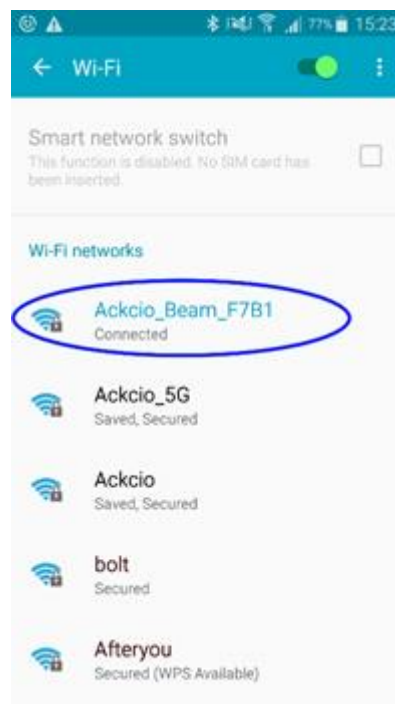 77% 15:23
Wi-Fi
Smart network switch
This function is disabled. No SIM card has
been inserted.
Wi-Fi networks
Ackcio_Beam_F7B1
Connected
Ackcio_5G
Saved, Secured
Ackcio
Saved, Secured
bolt
Secured
Afteryou
Secured (WPS Available)